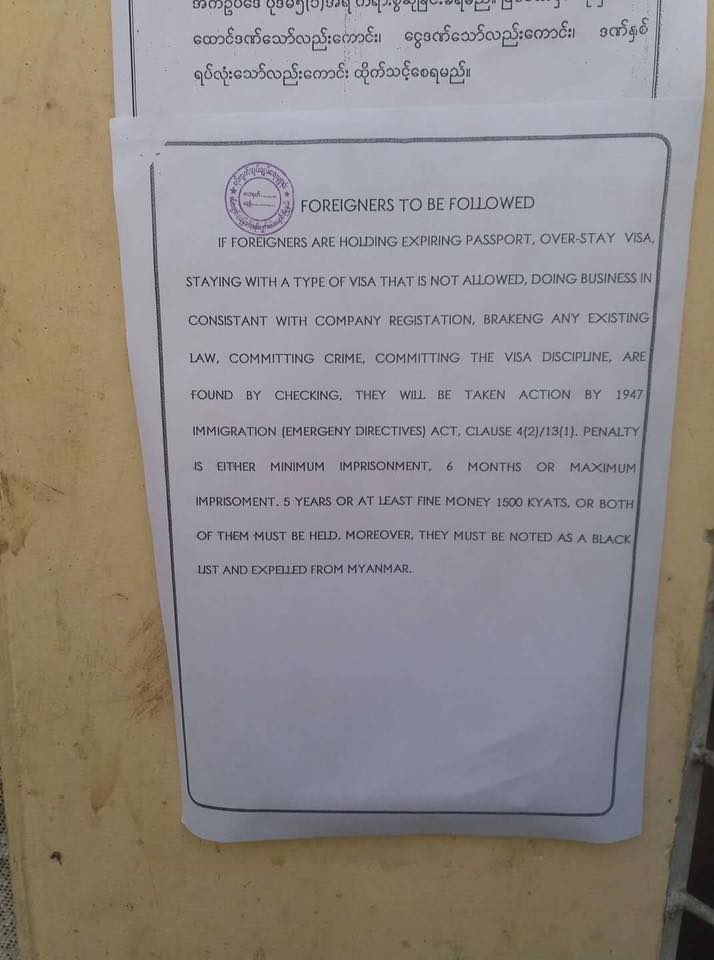 ထောင်ဒဏ်သော်လည်းကောင်း၊ ငွေဒဏ်သော်လည်းကောင်း၊ ဒဏ်နှစ်
ရပ်လုံးသော်လည်းကောင်း ထိုက်သင့်စေရမည်။
FOREIGNERS TO BE FOLLOWED
IF FOREIGNERS ARE HOLDING EXPIRING PASSPORT, OVER-STAY VISA,
STAYING WITH A TYPE OF VISA THAT IS NOT ALLOWED, DOING BUSINESS IN
CONSISTANT WITH COMPANY REGISTATION, BRAKENG ANY EXISTING
LAW, COMMITTING CRIME, COMMITTING THE VISA DISCIPLINE, ARE
FOUND BY CHECKING, THEY WILL BE TAKEN ACTION BY 1947
IMMIGRATION (EMERGENY DIRECTIVES) ACT, CLAUSE 4(2)/13(1). PENALTY
IS EITHER MINIMUM IMPRISONMENT, 6 MONTHS OR MAXIMUM
IMPRISOMENT. 5 YEARS OR AT LEAST FINE MONEY 1500 KYATS, OR BOTH
OF THEM MUST BE HELD. MOREOVER, THEY MUST BE NOTED AS A BLACK
LIST AND EXPELLED FROM MYANMAR.